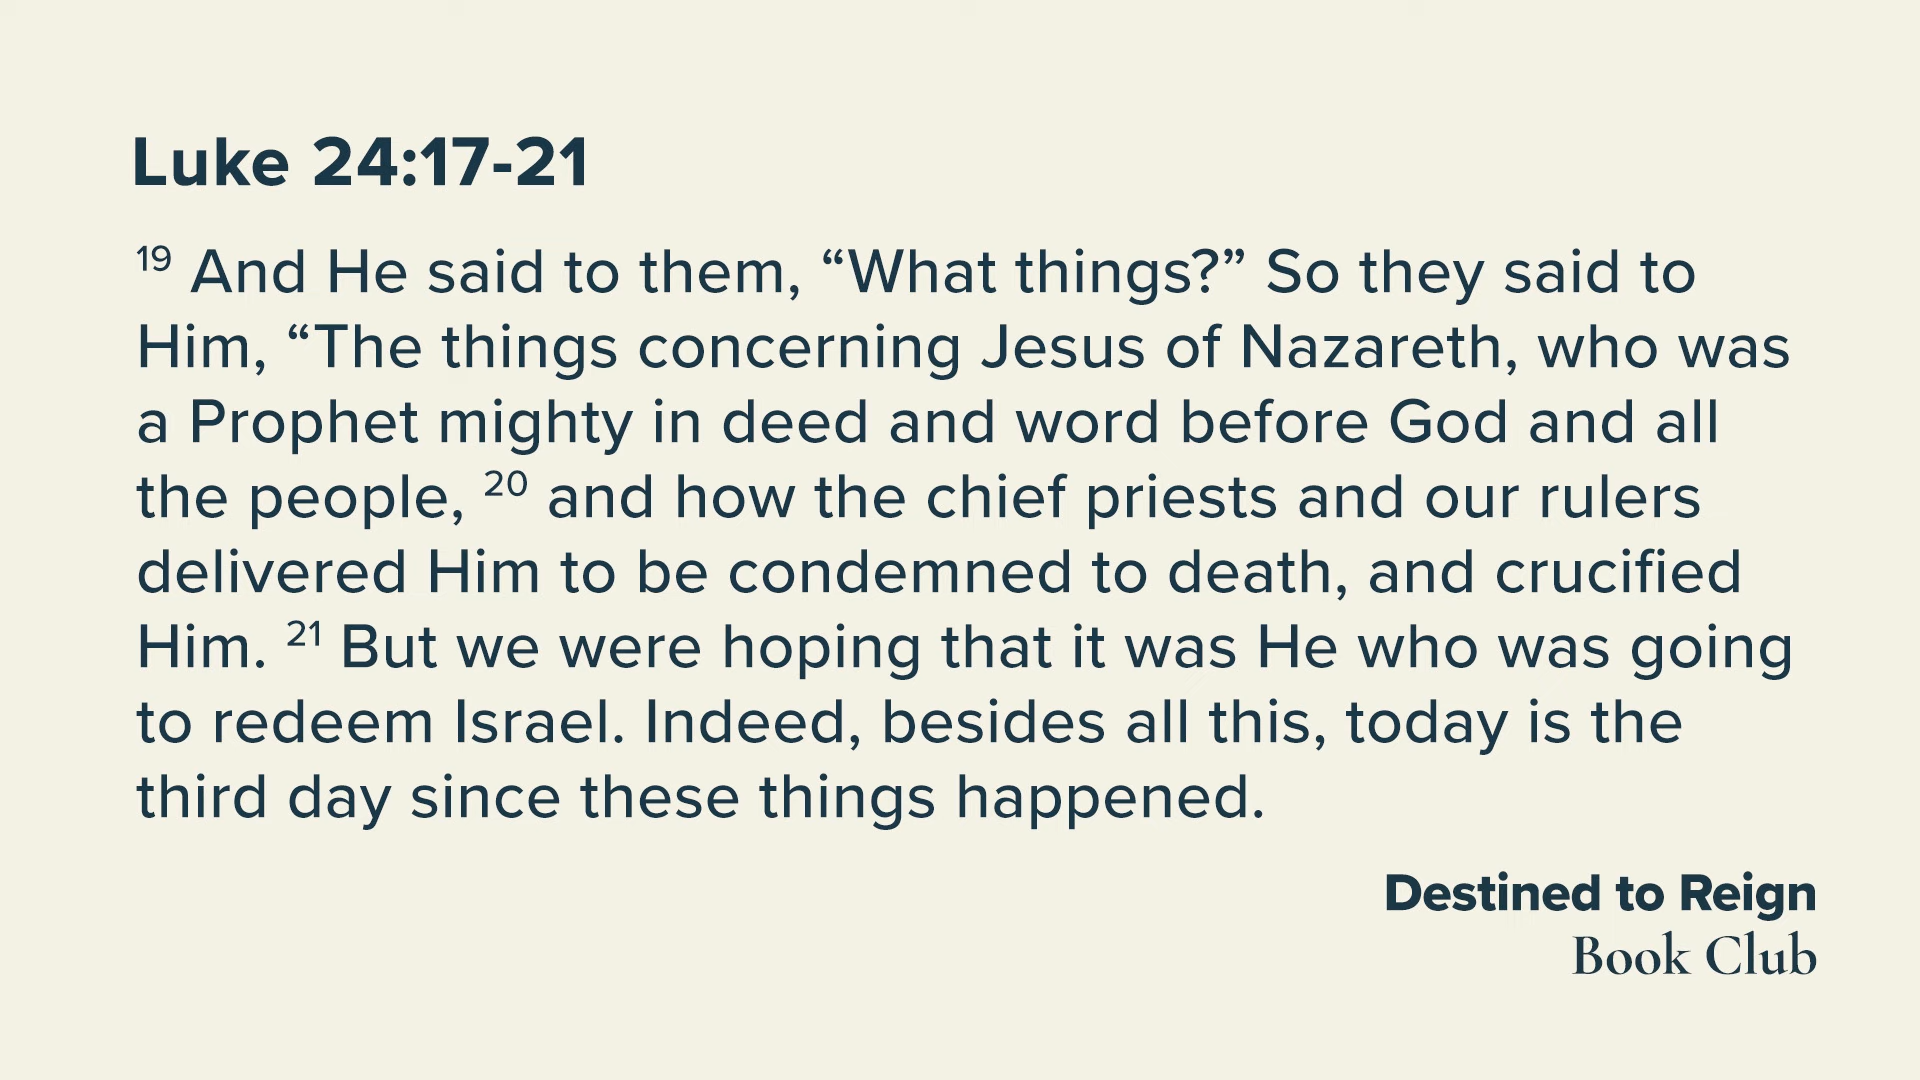 Luke 24:17-21
19 And He said to them, “What things?” So they said to
Him, “The things concerning Jesus of Nazareth, who was
a Prophet mighty in deed and word before God and all
the people, 20 and how the chief priests and our rulers
delivered Him to be condemned to death, and crucified
Him. 21 But we were hoping that it was He who was going
to redeem Israel. Indeed, besides all this, today is the
third day since these things happened.
Destined to Reign
Book Club